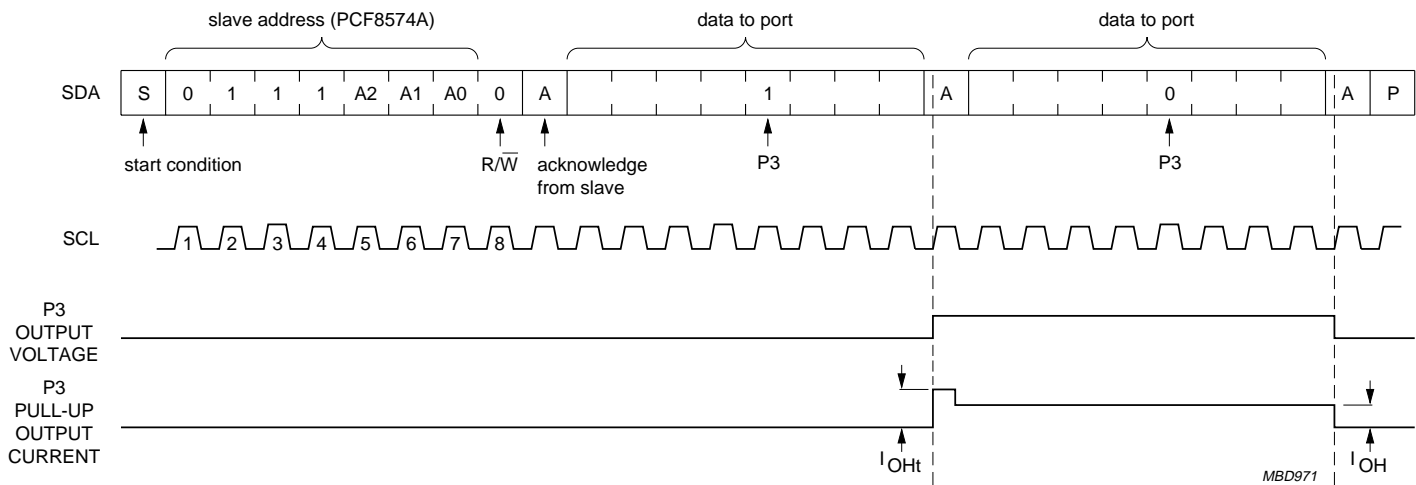 slave address (PCF8574A) data to port data to port
SDA S 0 1 1 1 A2 A1 A0 0 A 1 A 0 A P
start condition R/W̅ acknowledge P3 P3
from slave
SCL 1 2 3 4 5 6 7 8
P3
OUTPUT
VOLTAGE
P3
PULL-UP
OUTPUT
CURRENT
I OHt
I OH
MBD971